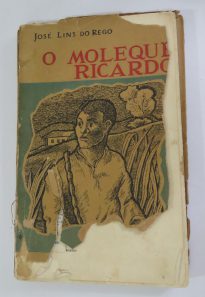 JOSÉ LINS DO REGO
O MOLEQUE
RICARDO